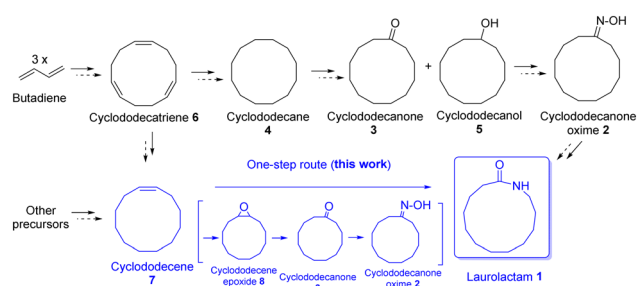 3 x
Butadiene
Cyclododecatriene 6
Cyclododecane
4
O
Cyclododecanone
3
+
OH
Cyclododecanol
5
N-OH
Cyclododecanone
oxime 2
One-step route (this work)
Other
precursors
Cyclododecene
7
O
Cyclododecene
epoxide 8
O
Cyclododecanone
N-OH
Cyclododecanone
oxime 2
O
NH
Laurolactam 1